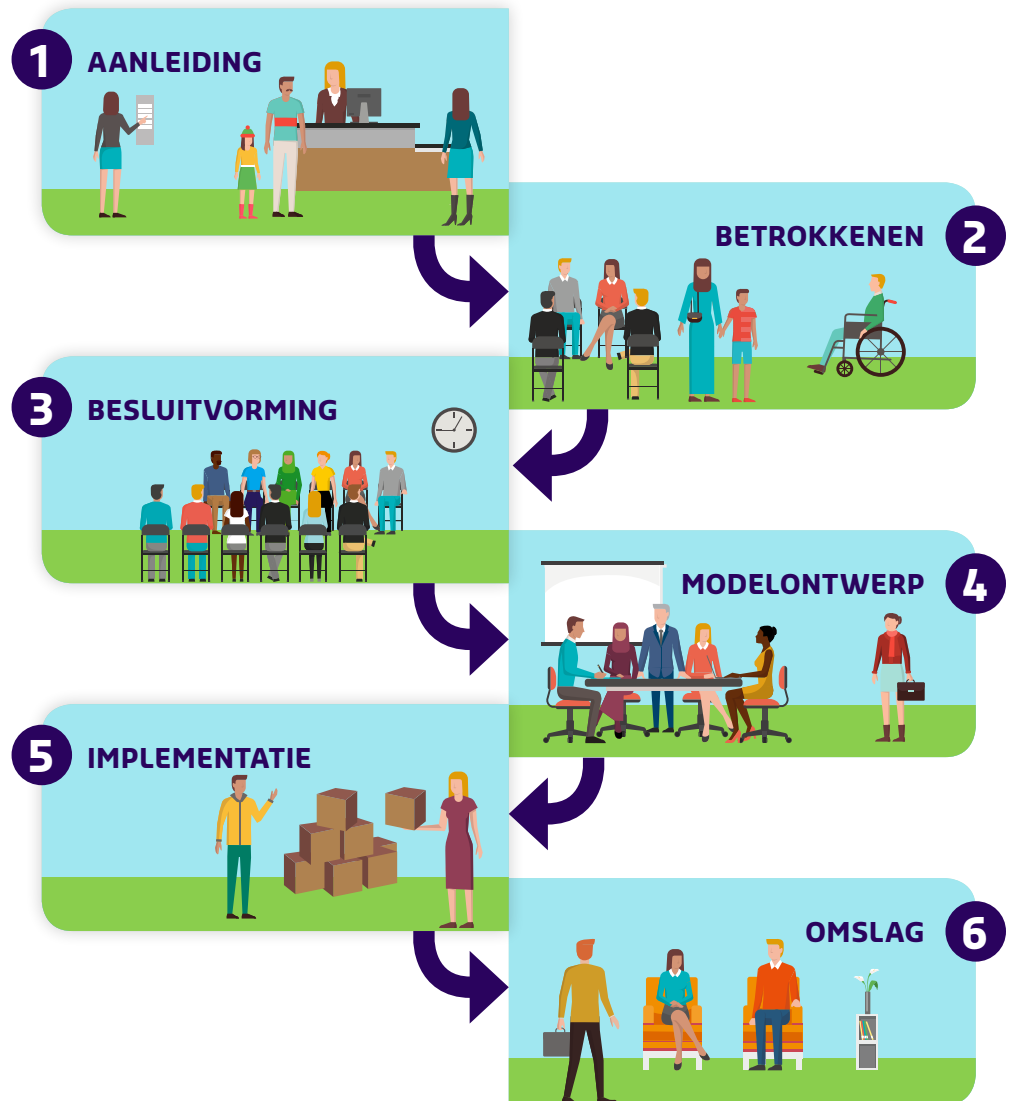 1 AANLEIDING
BETROKKENEN 2
3 BESLUITVORMING
MODELONTWERP 4
5 IMPLEMENTATIE
OMSLAG 6